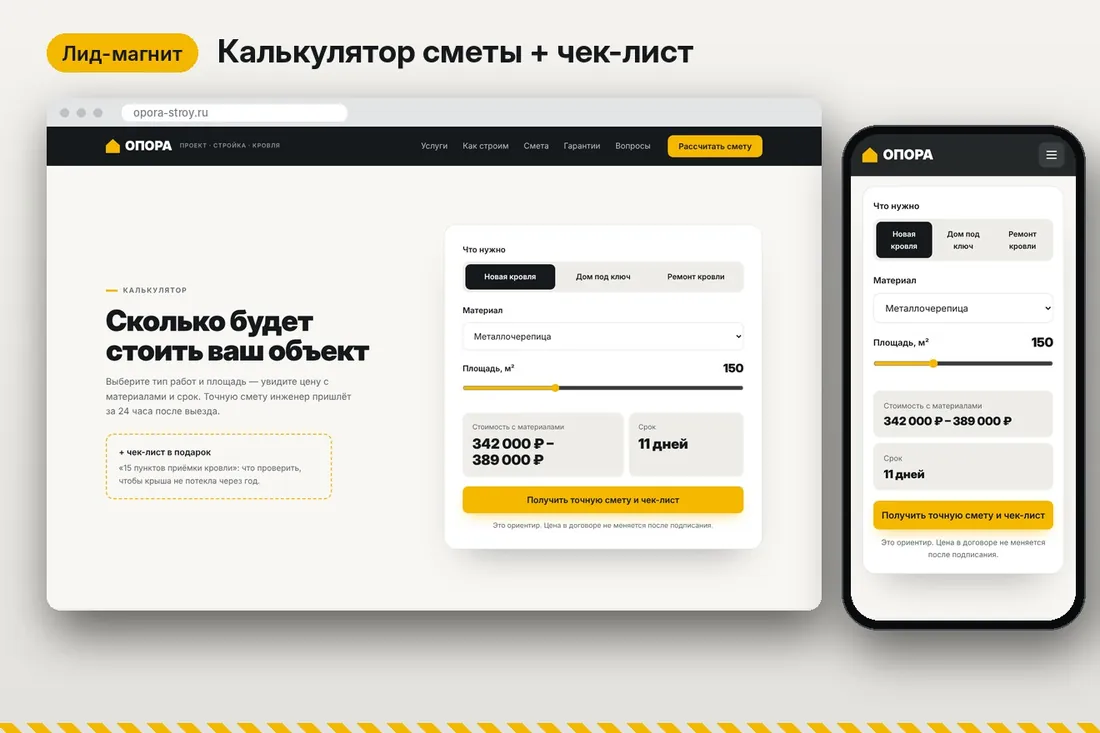 Лид-магнит
Калькулятор сметы + чек-лист
opora-stroy.ru
ОПОРА
ПРОЕКТ · СТРОЙКА · КРОВЛЯ
Услуги
Как строим
Смета
Гарантии
Вопросы
Рассчитать смету
КАЛЬКУЛЯТОР
Сколько будет
стоить ваш объект
Выберите тип работ и площадь — увидите цену с
материалами и срок. Точную смету инженер пришлёт
за 24 часа после выезда.
+ чек-лист в подарок
«15 пунктов приёмки кровли»: что проверить,
чтобы крыша не потекла через год.
Что нужно
Новая кровля
Дом под ключ
Ремонт кровли
Материал
Металлочерепица
Площадь, м²
150
Стоимость с материалами
342 000 ₽ –
389 000 ₽
Срок
11 дней
Получить точную смету и чек-лист
Это ориентир. Цена в договоре не меняется после подписания.
ОПОРА
Что нужно
Новая
кровля
Дом под
ключ
Ремонт
кровли
Материал
Металлочерепица
Площадь, м²
150
Стоимость с материалами
342 000 ₽ – 389 000 ₽
Срок
11 дней
Получить точную смету и чек-лист
Это ориентир. Цена в договоре не меняется
после подписания.